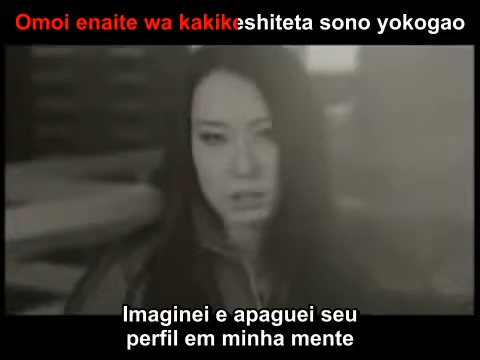 Omoi enaite wa kakikeshiteta sono yokogao
Imaginei e apaguei seu
perfil em minha mente